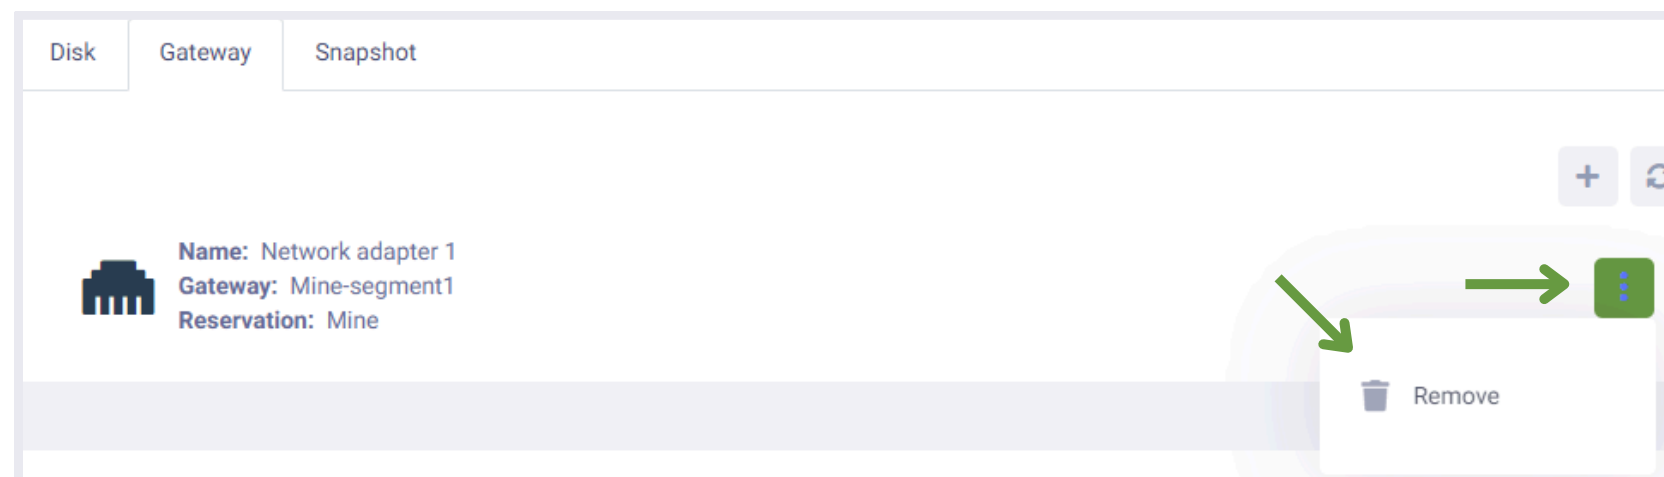 Disk Gateway Snapshot
Name: Network adapter 1
Gateway: Mine-segment1
Reservation: Mine
Remove